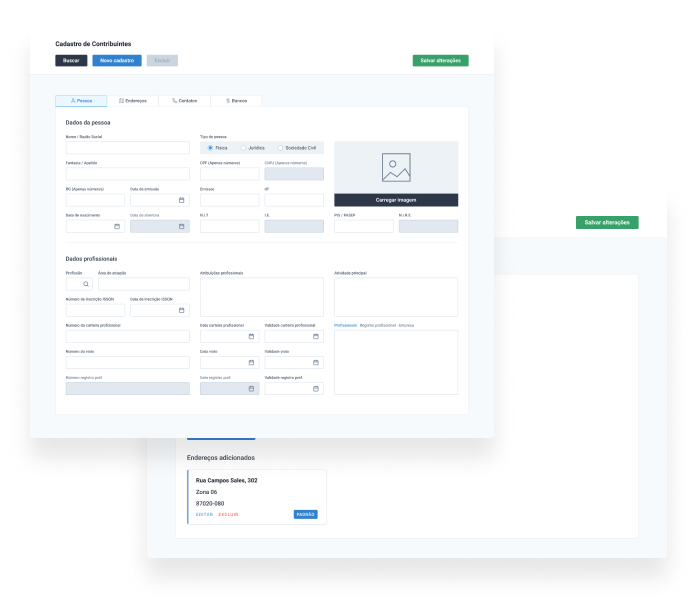 Cadastro de Contribuintes
Buscar Novo cadastro Excluir Salvar alterações
Pessoa Endereços Contatos Bancos
Dados da pessoa
Nome / Razão Social Tipo de pessoa
Física Jurídica Sociedade Civil
Fantasia / Apelido CPF (Apenas números) CNPJ (Apenas números)
RG (Apenas números) Data de emissão Emissor UF
Carregar imagem
Data de nascimento Data de abertura N.I.T I.E. PIS / PASEP N.I.R.E.
Salvar alterações
Dados profissionais
Profissão Área de atuação Atribuições profissionais Atividade principal
Número de inscrição ISSQN Data de inscrição ISSQN
Número da carteira profissional Data carteira profissional Validade carteira profissional Profissionais Registro profissional - Empresa
Número do visto Data visto Validade visto
Número registro prof. Data registro prof. Validade registro prof.
Endereços adicionados
Rua Campos Sales, 302
Zona 06
87020-080
EDITAR EXCLUIR PADRÃO